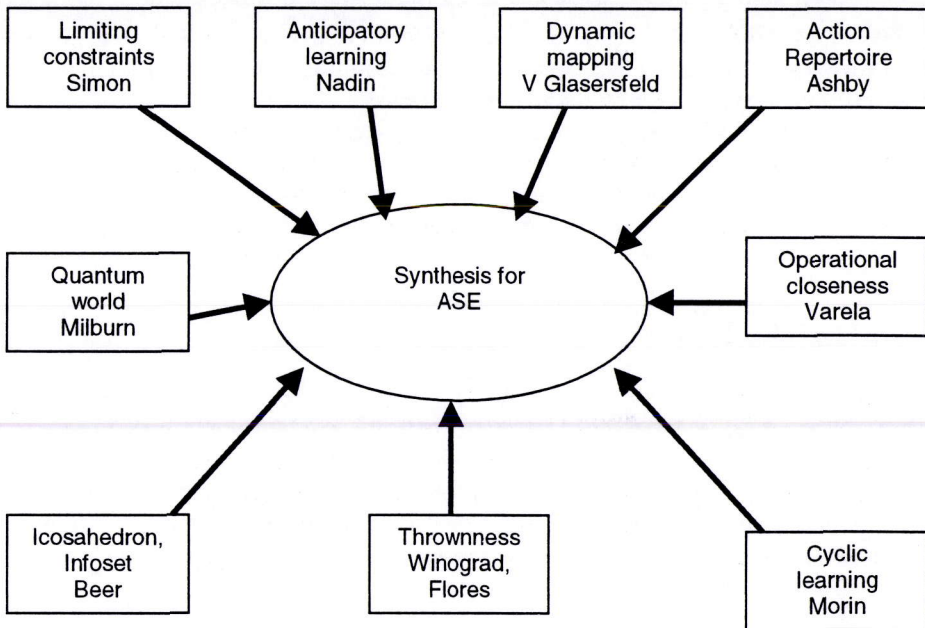 Limiting
constraints
Simon
Anticipatory
learning
Nadin
Dynamic
mapping
V Glasersfeld
Action
Repertoire
Ashby
Quantum
world
Milburn
Synthesis for
ASE
Operational
closeness
Varela
Icosahedron,
Infoset
Beer
Thrownness
Winograd,
Flores
Cyclic
learning
Morin